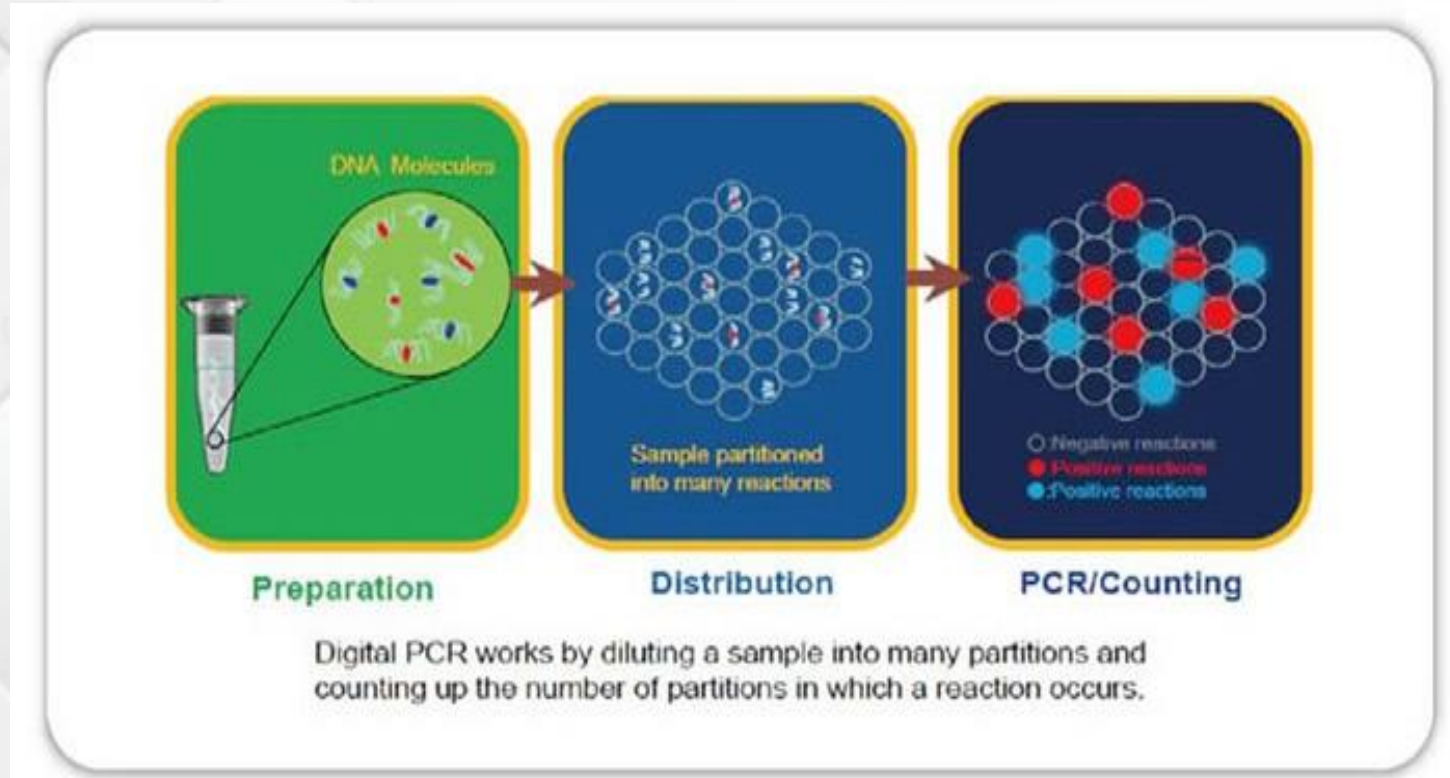 DNA Molecules
Sample partitioned
into many reactions
:Negative reactions
:Positive reactions
:Positive reactions
Preparation
Distribution
PCR/Counting
Digital PCR works by diluting a sample into many partitions and
counting up the number of partitions in which a reaction occurs.